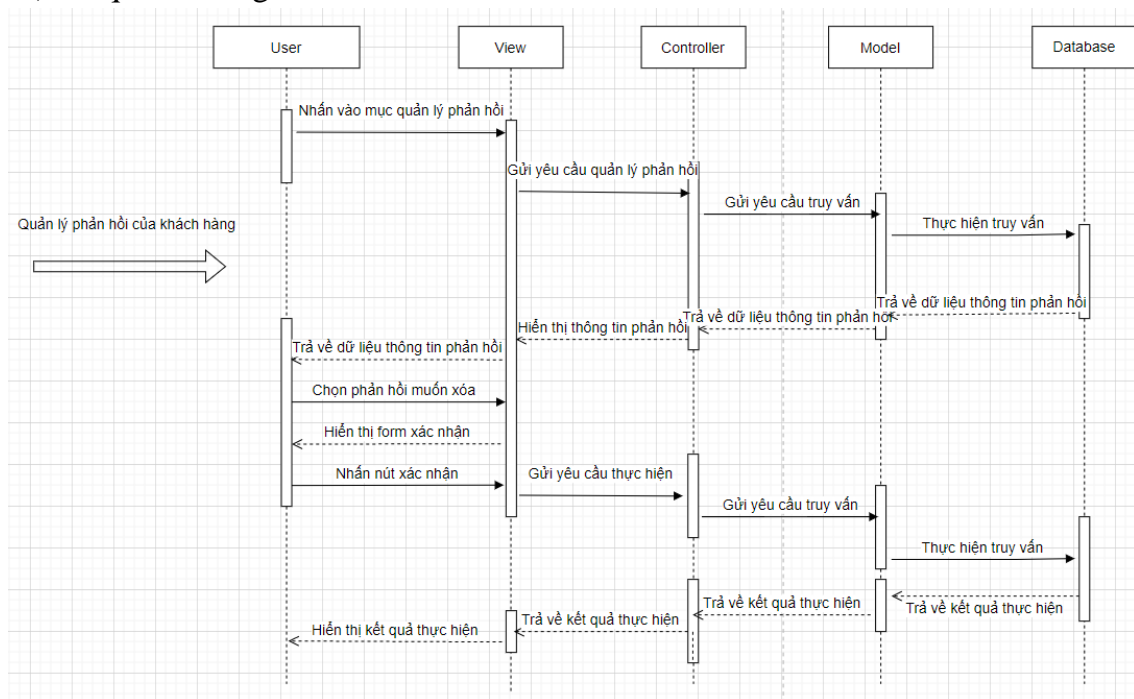 User
View
Controller
Model
Database
Nhấn vào mục quản lý phản hồi
Gửi yêu cầu quản lý phản hồi
Gửi yêu cầu truy vấn
Thực hiện truy vấn
Quản lý phản hồi của khách hàng
Trả về dữ liệu thông tin phản hồi
Trả về dữ liệu thông tin phản hồi
Hiển thị thông tin phản hồi
Trả về dữ liệu thông tin phản hồi
Chọn phản hồi muốn xóa
Hiển thị form xác nhận
Nhấn nút xác nhận
Gửi yêu cầu thực hiện
Gửi yêu cầu truy vấn
Thực hiện truy vấn
Trả về kết quả thực hiện
Trả về kết quả thực hiện
Trả về kết quả thực hiện
Hiển thị kết quả thực hiện